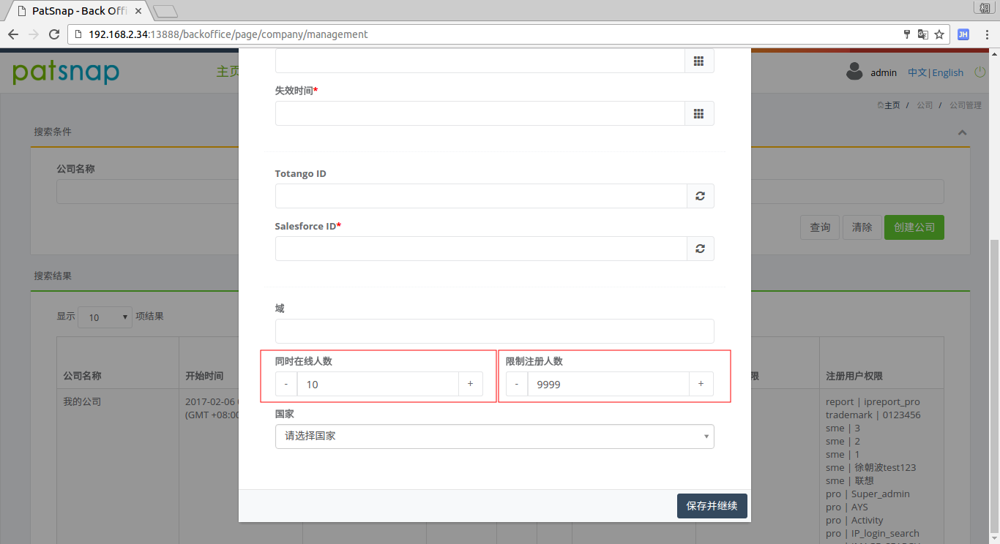 PatSnap - Back Offi
相
192.168.2.34:13888/backoffice/page/company/management
JH
patsnap
主页
admin
中文|English
失效时间*
主页 / 公司 / 公司管理
搜索条件
公司名称
Totango ID
Salesforce ID*
查询
清除
创建公司
搜索结果
显示 10 项结果
域
同时在线人数
- 10 +
限制注册人数
- 9999 +
国家
请选择国家
保存并继续
公司名称
开始时间
限
注册用户权限
我的公司
2017-02-06
(GMT +08:00
report | ipreport_pro
trademark | 0123456
sme | 3
sme | 2
sme | 1
sme | 徐朝波test123
sme | 联想
pro | Super_admin
pro | AYS
pro | Activity
pro | IP_login_search